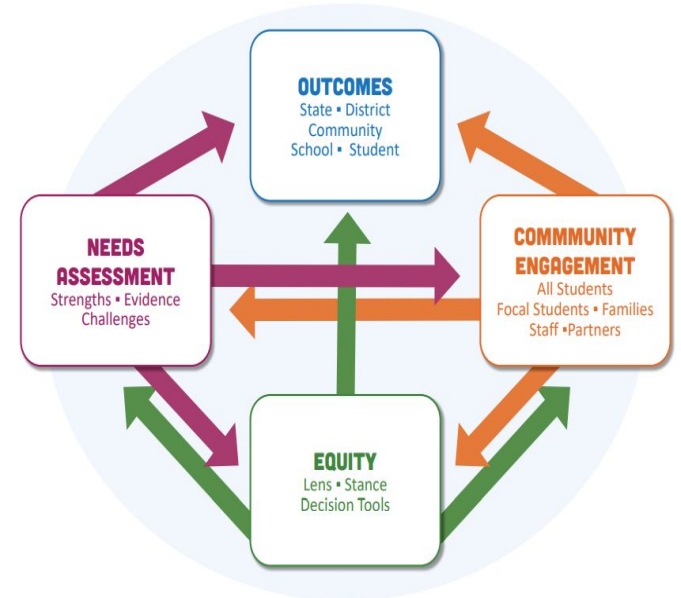 OUTCOMES
State ▪ District
Community
School ▪ Student
NEEDS
ASSESSMENT
Strengths ▪ Evidence
Challenges
COMMMUNITY
ENGAGEMENT
All Students
Focal Students ▪ Families
Staff ▪Partners
EQUITY
Lens ▪ Stance
Decision Tools